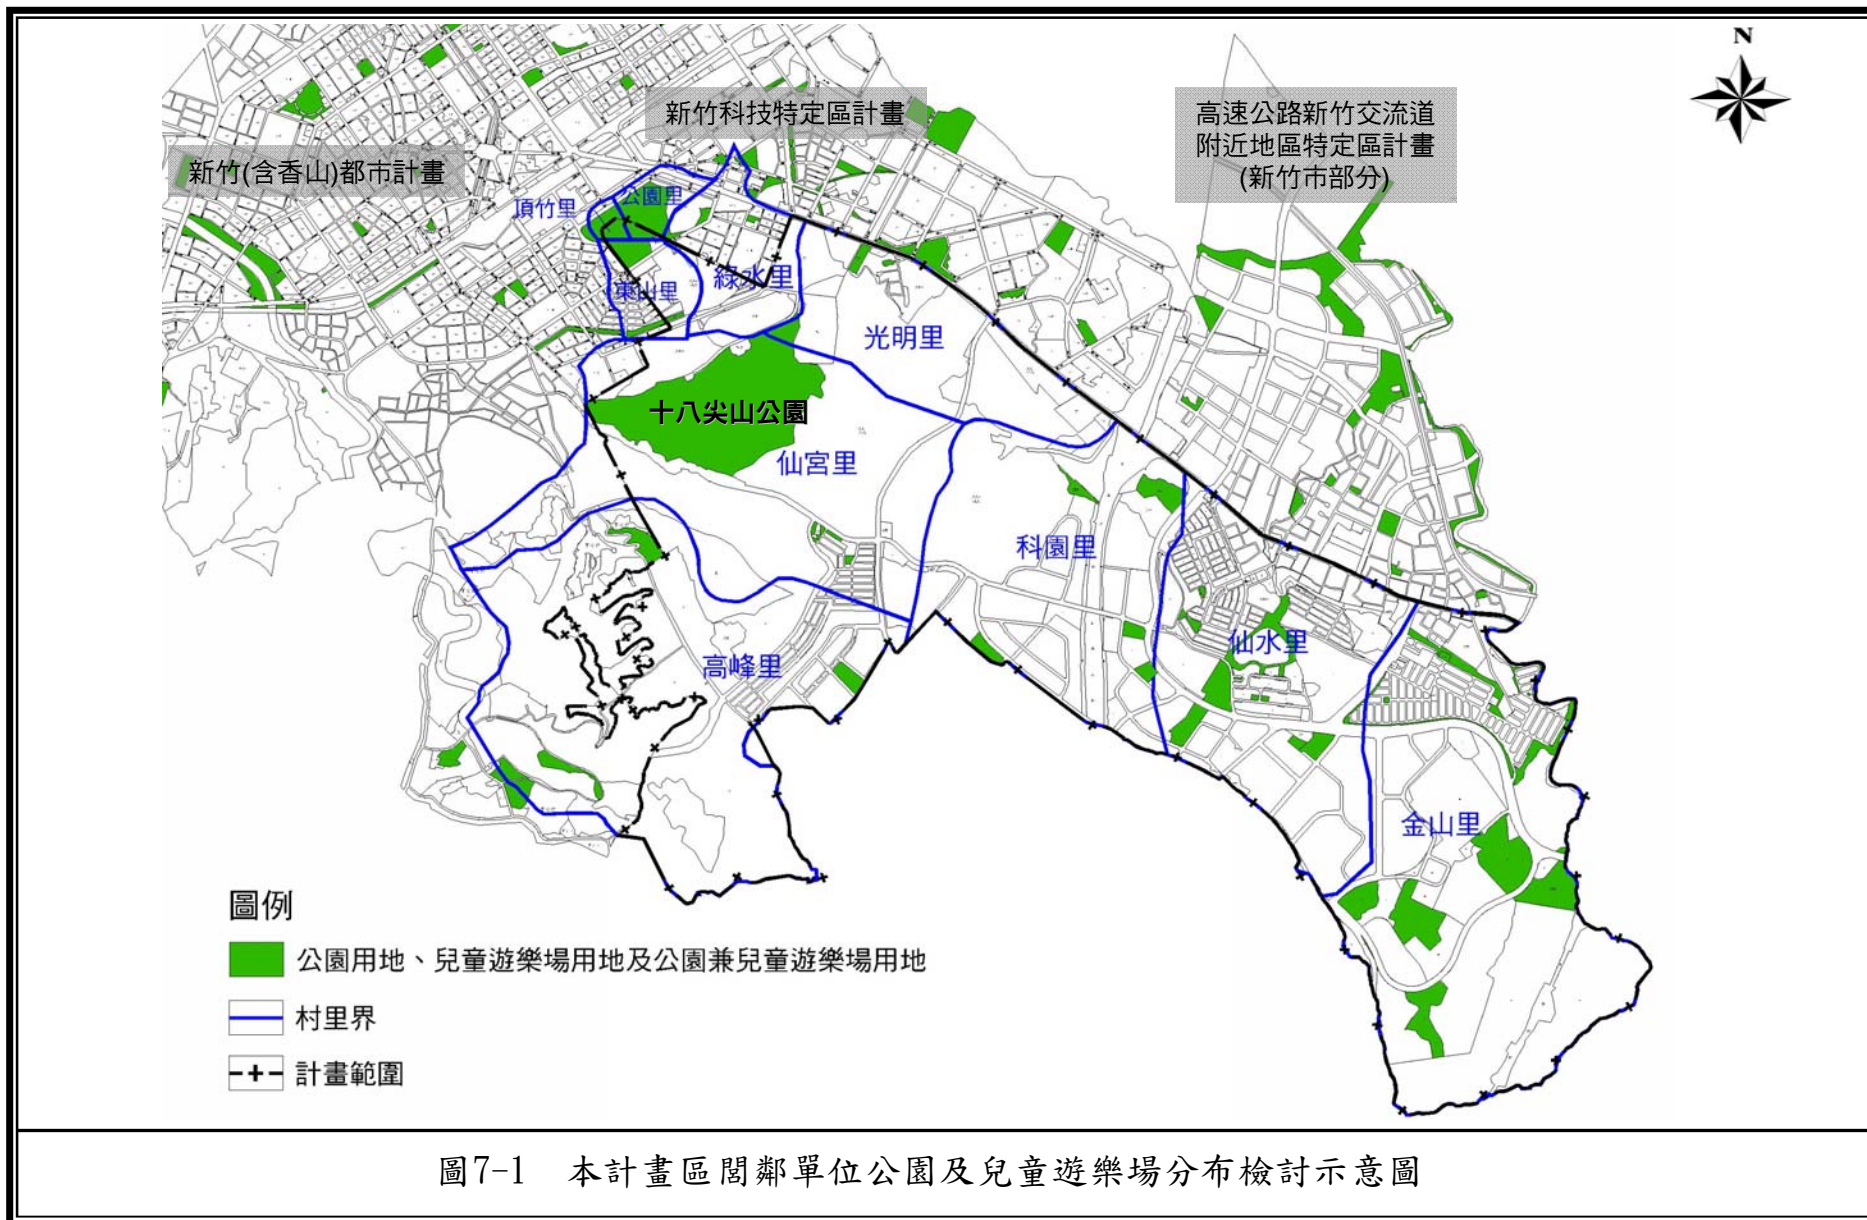 N
新竹科技特定區計畫
高速公路新竹交流道
附近地區特定區計畫
(新竹市部分)
新竹(含香山)都市計畫
公園里
頂竹里
東山里
綠水里
光明里
十八尖山公園
仙宮里
科園里
仙水里
高峰里
金山里
圖例
公園用地、兒童遊樂場用地及公園兼兒童遊樂場用地
村里界
計畫範圍
圖7-1 本計畫區閭鄰單位公園及兒童遊樂場分布檢討示意圖